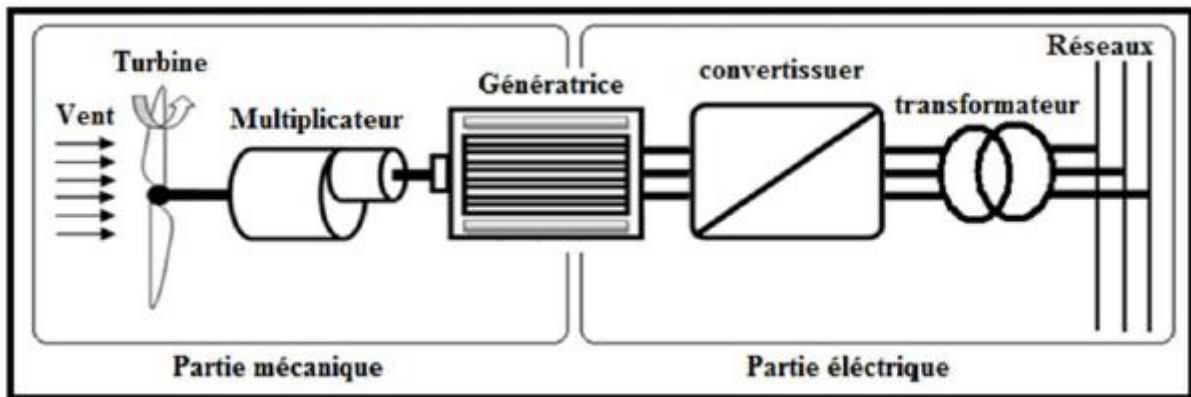 Turbine
Vent
Multiplicateur
Génératrice
convertissuer
transformateur
Réseaux
Partie mécanique
Partie éléctrique